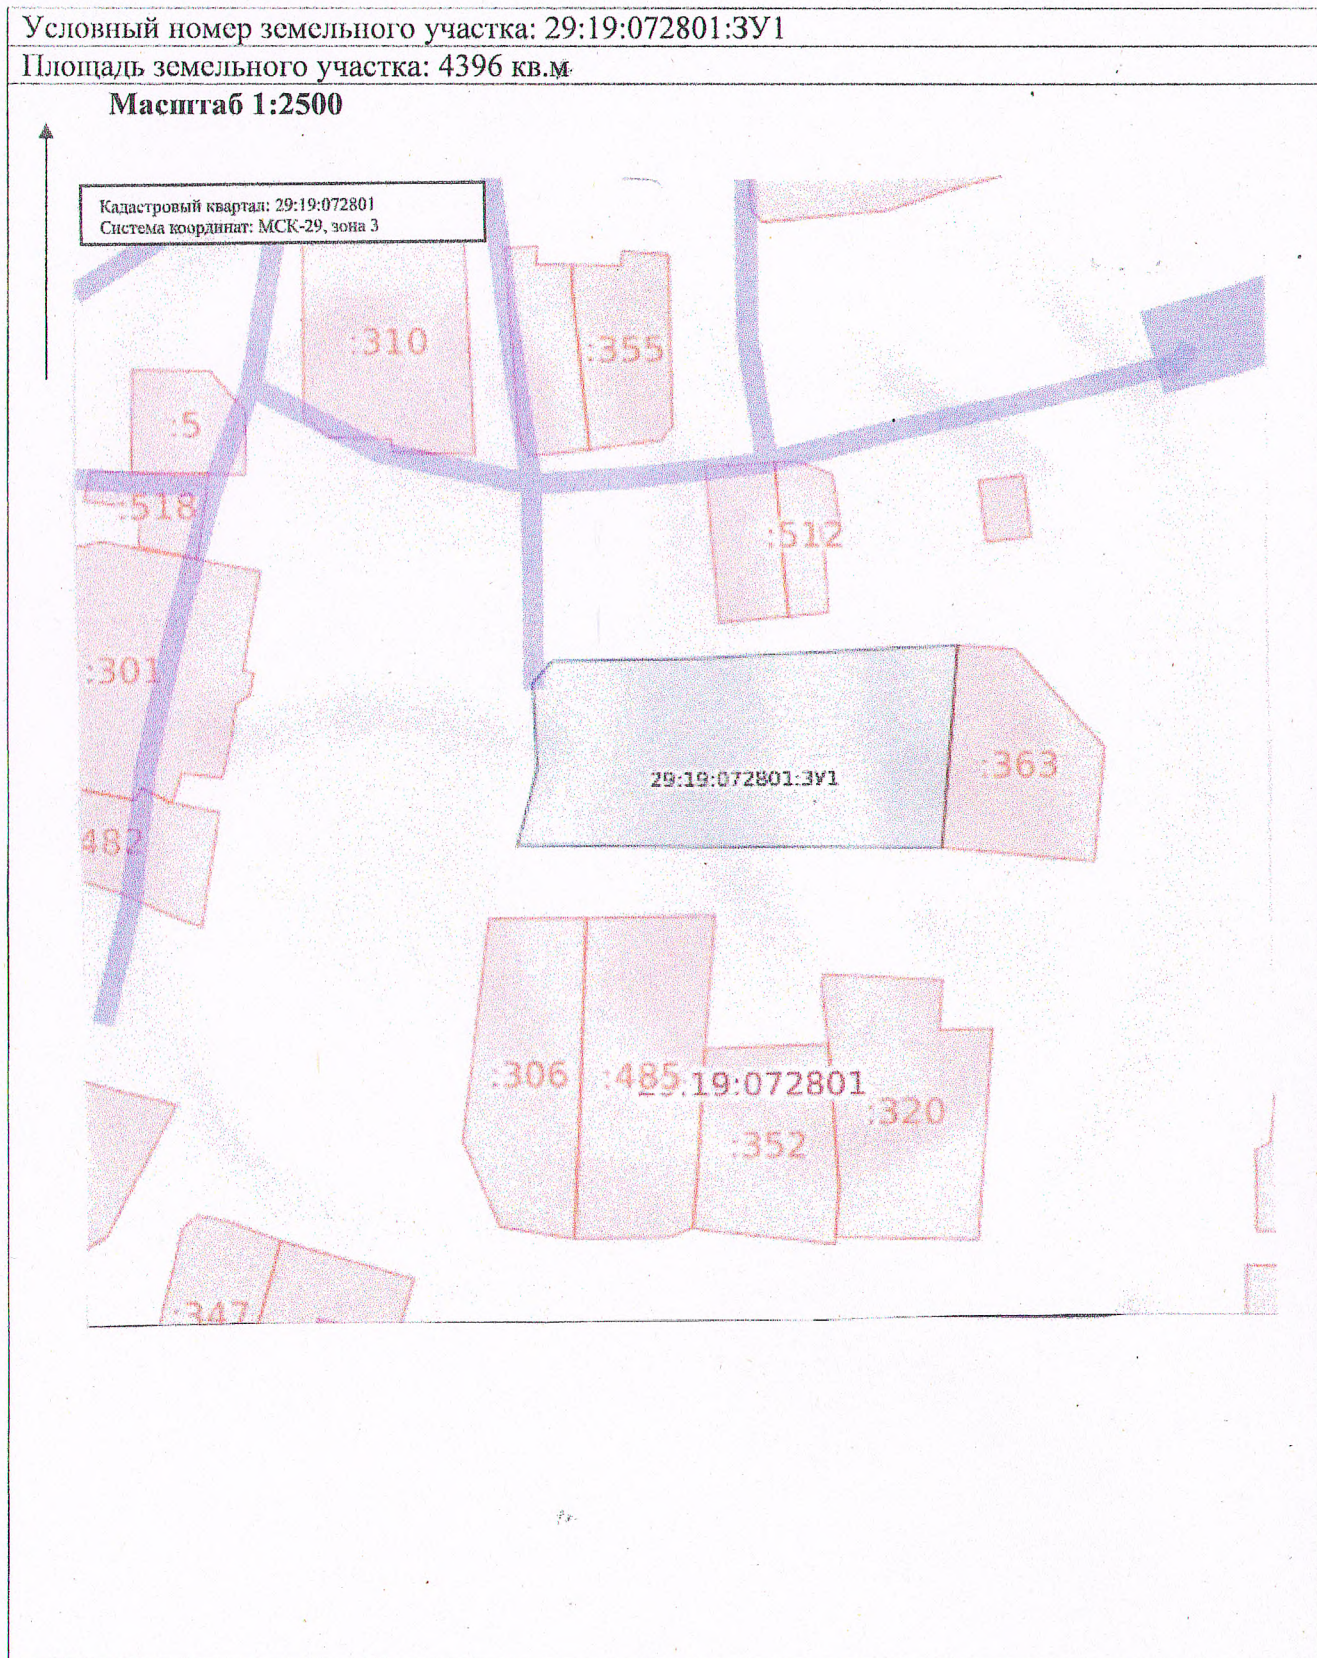 Условный номер земельного участка: 29:19:072801:ЗУ1
Площадь земельного участка: 4396 кв.м
Масштаб 1:2500
Кадастровый квартал: 29:19:072801
Система координат: МСК-29, зона 3
:310
:355
:5
:518
:512
:301
29:19:072801:ЗУ1
:363
482
:306
:485
.19:072801
:320
:352
:347